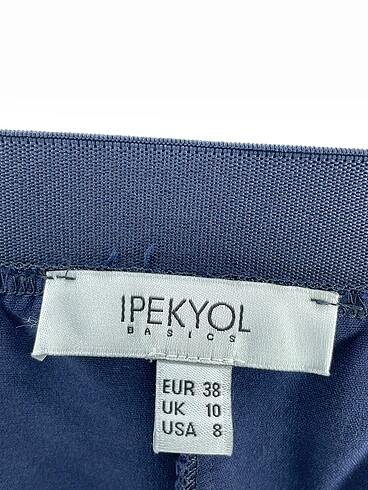 IPEKYOL
BASICS
EUR 38
UK 10
USA 8